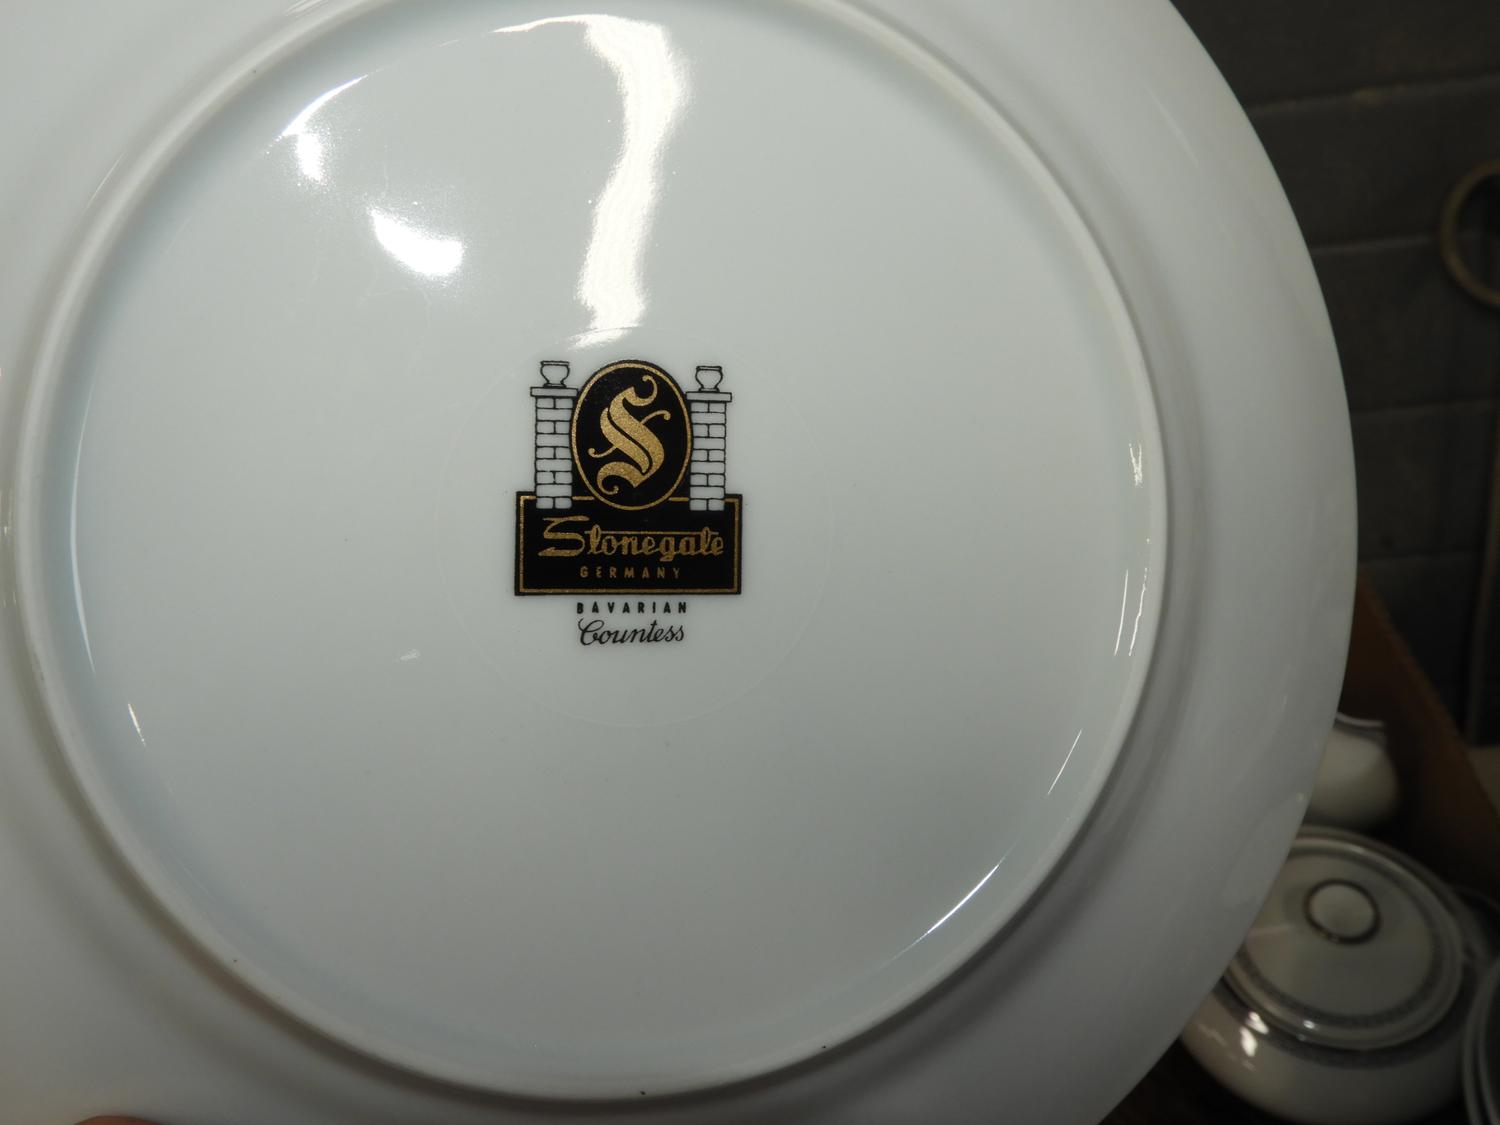 S
Stonegate
GERMANY
BAVARIAN
Countess